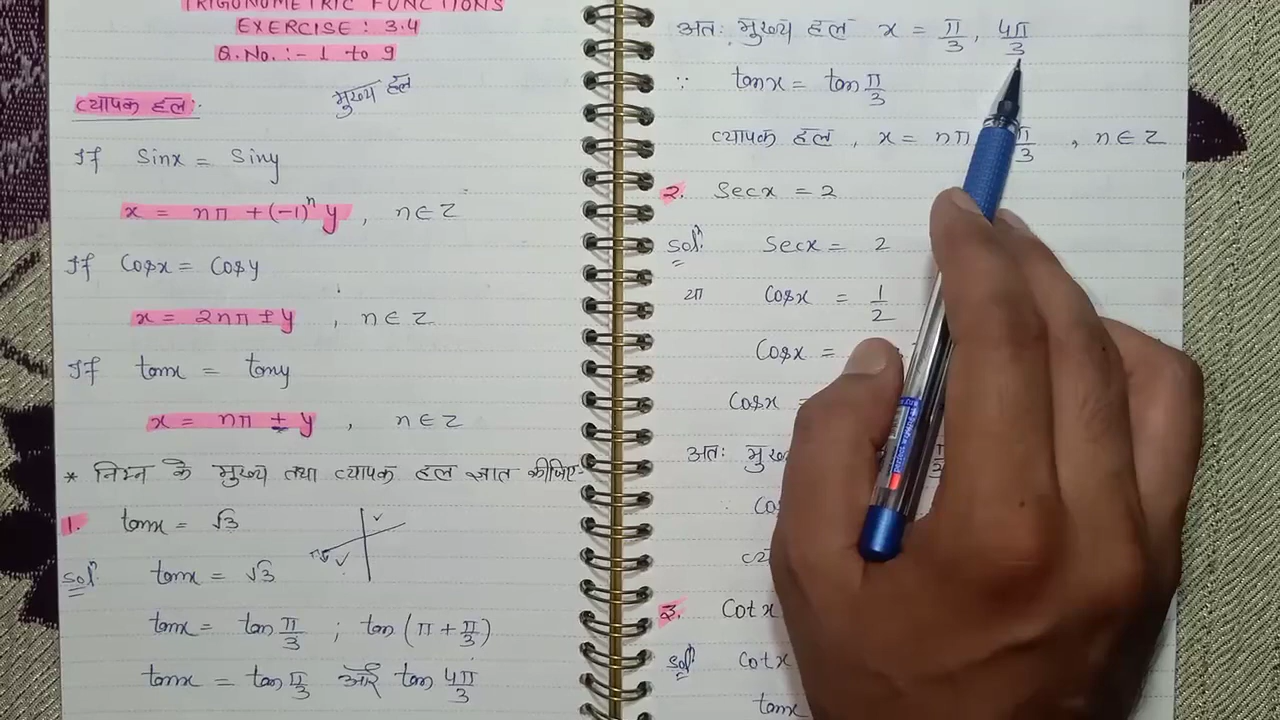 TRIGONOMETRIC FUNCTIONS
EXERCISE : 3.4
Q.No. :- 1 to 9
व्यापक हल:
मुख्य हल
If sinx = siny
x = nπ +(-1)ⁿ y , n∈Z
If Cosx = Cosy
x = 2nπ ± y , n∈Z
If tanx = tany
x = nπ ± y , n∈Z
* निम्न के मुख्य तथा व्यापक हल ज्ञात कीजिए-
1. tanx = √3
Sol. tanx = √3
tanx = tan π/3 ; tan (π + π/3)
tanx = tan π/3 और tan 4π/3
अतः मुख्य हल x = π/3, 4π/3
∵ tanx = tan π/3
व्यापक हल , x = nπ π/3 , n∈Z
2. Secx = 2
Sol. Secx = 2
या Cosx = 1/2
Cosx =
Cosx =
अतः
3. Cotx
Sol. Cotx
tanx